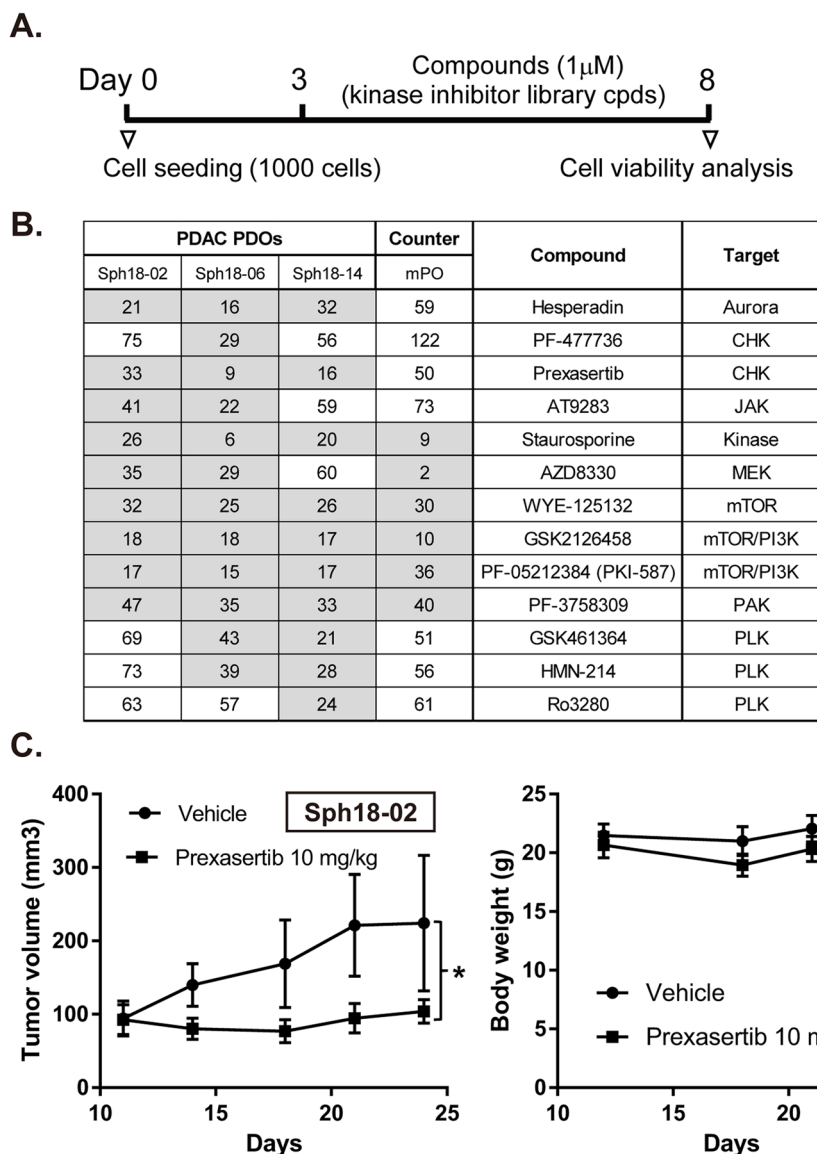 A.
Day 0
3
Compounds (1μM)
(kinase inhibitor library cpds)
8
Cell seeding (1000 cells)
Cell viability analysis
B.
PDAC PDOs Counter Compound Target
Sph18-02 Sph18-06 Sph18-14 mPO
21 16 32 59 Hesperadin Aurora
75 29 56 122 PF-477736 CHK
33 9 16 50 Prexasertib CHK
41 22 59 73 AT9283 JAK
26 6 20 9 Staurosporine Kinase
35 29 60 2 AZD8330 MEK
32 25 26 30 WYE-125132 mTOR
18 18 17 10 GSK2126458 mTOR/PI3K
17 15 17 36 PF-05212384 (PKI-587) mTOR/PI3K
47 35 33 40 PF-3758309 PAK
69 43 21 51 GSK461364 PLK
73 39 28 56 HMN-214 PLK
63 57 24 61 Ro3280 PLK
C.
Tumor volume (mm3)
400
300
200
100
0
10 15 20 25
Days
Vehicle
Prexasertib 10 mg/kg
Sph18-02
*
Body weight (g)
25
20
15
10
5
0
10 15 20
Days
Vehicle
Prexasertib 10 m